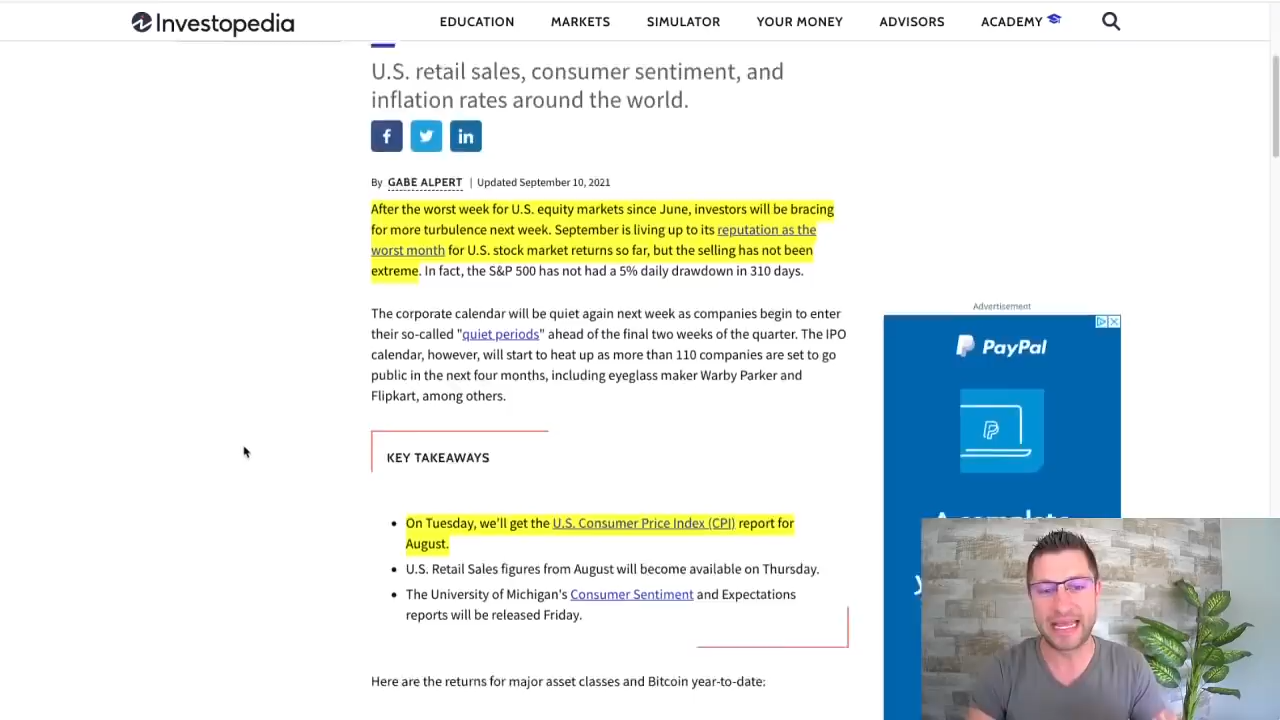 Investopedia
EDUCATION MARKETS SIMULATOR YOUR MONEY ADVISORS ACADEMY
U.S. retail sales, consumer sentiment, and
inflation rates around the world.
By GABE ALPERT | Updated September 10, 2021
After the worst week for U.S. equity markets since June, investors will be bracing
for more turbulence next week. September is living up to its reputation as the
worst month for U.S. stock market returns so far, but the selling has not been
extreme. In fact, the S&P 500 has not had a 5% daily drawdown in 310 days.
The corporate calendar will be quiet again next week as companies begin to enter
their so-called "quiet periods" ahead of the final two weeks of the quarter. The IPO
calendar, however, will start to heat up as more than 110 companies are set to go
public in the next four months, including eyeglass maker Warby Parker and
Flipkart, among others.
KEY TAKEAWAYS
On Tuesday, we'll get the U.S. Consumer Price Index (CPI) report for
August.
U.S. Retail Sales figures from August will become available on Thursday.
The University of Michigan's Consumer Sentiment and Expectations
reports will be released Friday.
Here are the returns for major asset classes and Bitcoin year-to-date:
Advertisement
PayPal
A complete